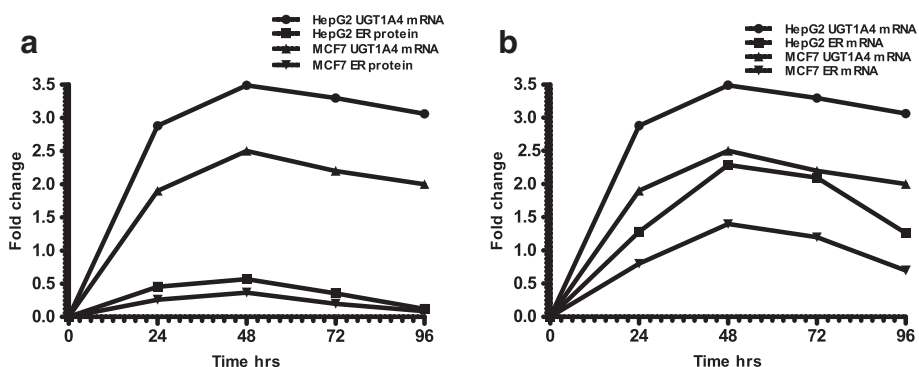 a
HepG2 UGT1A4 mRNA
HepG2 ER protein
MCF7 UGT1A4 mRNA
MCF7 ER protein
3.5
3.0
2.5
2.0
1.5
1.0
0.5
0.0
Fold change
0 24 48 72 96
Time hrs
b
HepG2 UGT1A4 mRNA
HepG2 ER mRNA
MCF7 UGT1A4 mRNA
MCF7 ER mRNA
3.5
3.0
2.5
2.0
1.5
1.0
0.5
0.0
Fold change
0 24 48 72 96
Time hrs